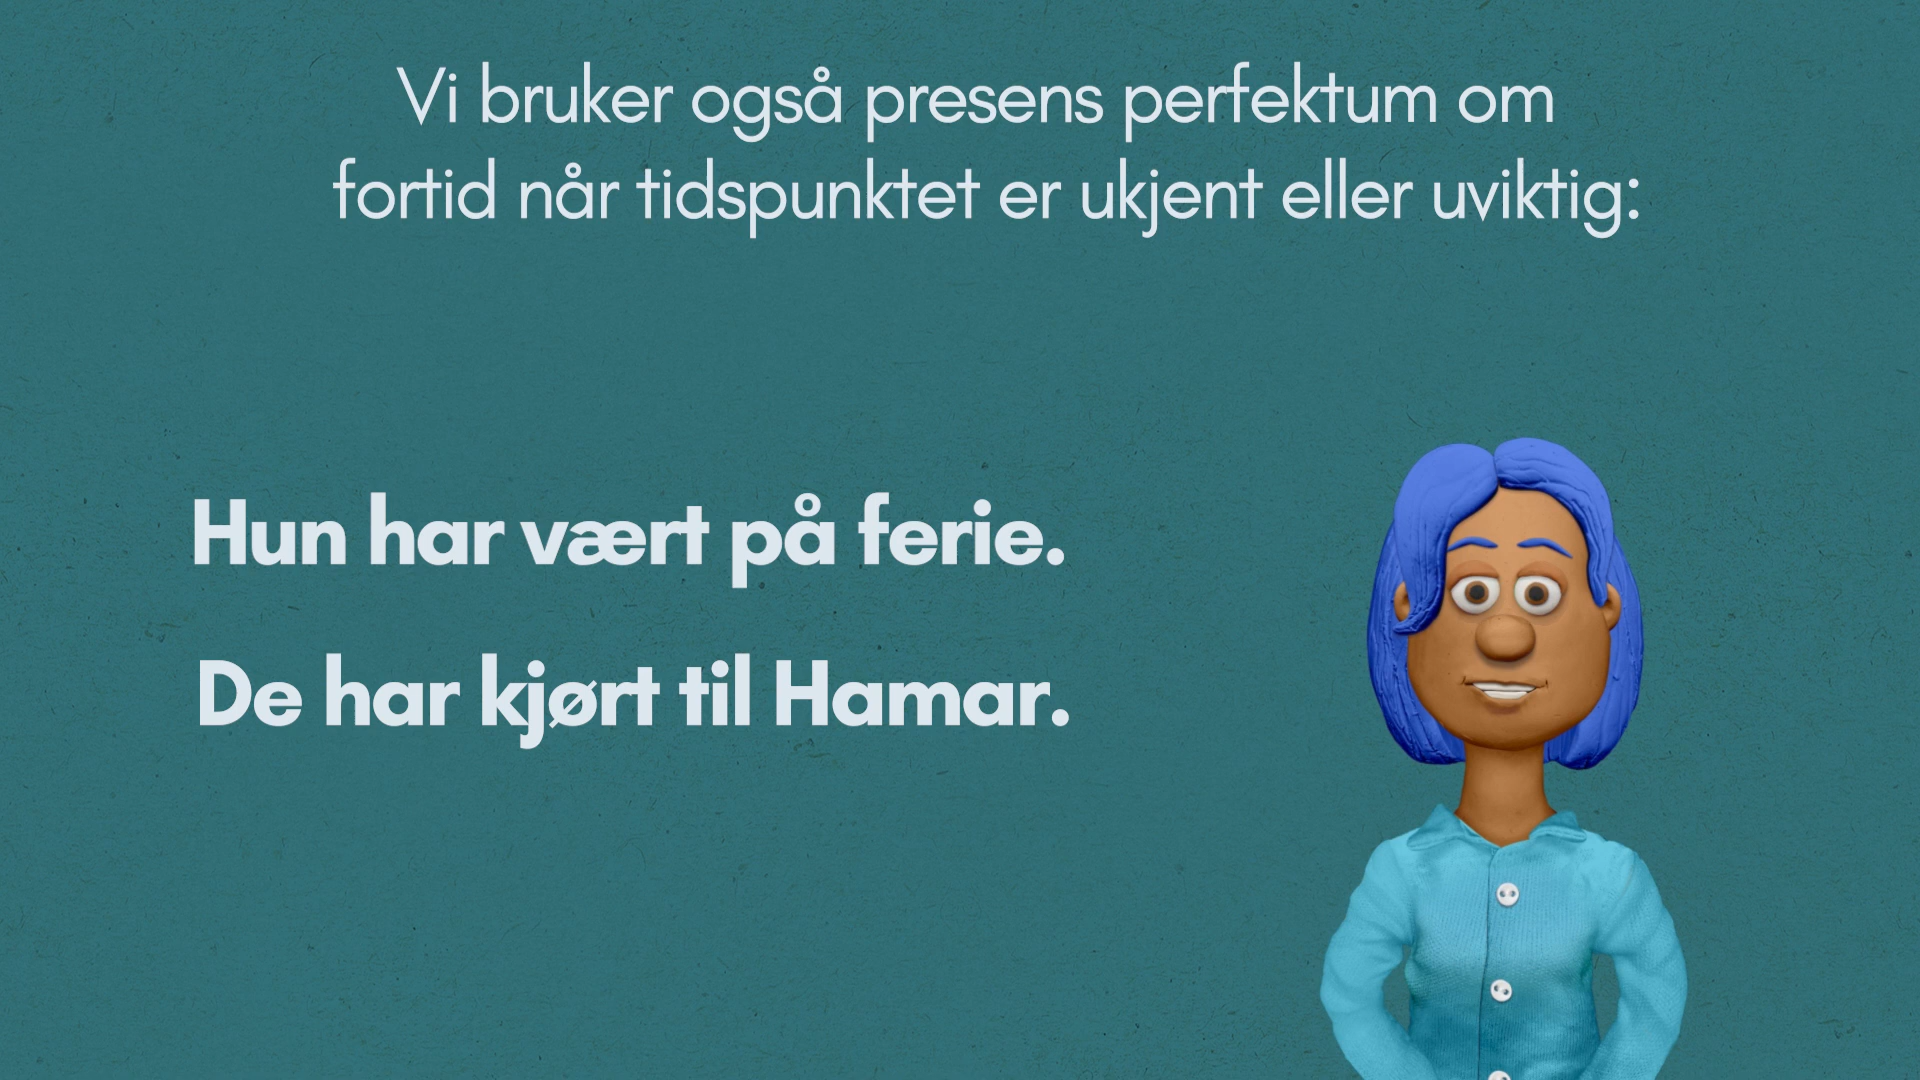 Vi bruker også presens perfektum om
fortid når tidspunktet er ukjent eller uviktig:
Hun har vært på ferie.
De har kjørt til Hamar.